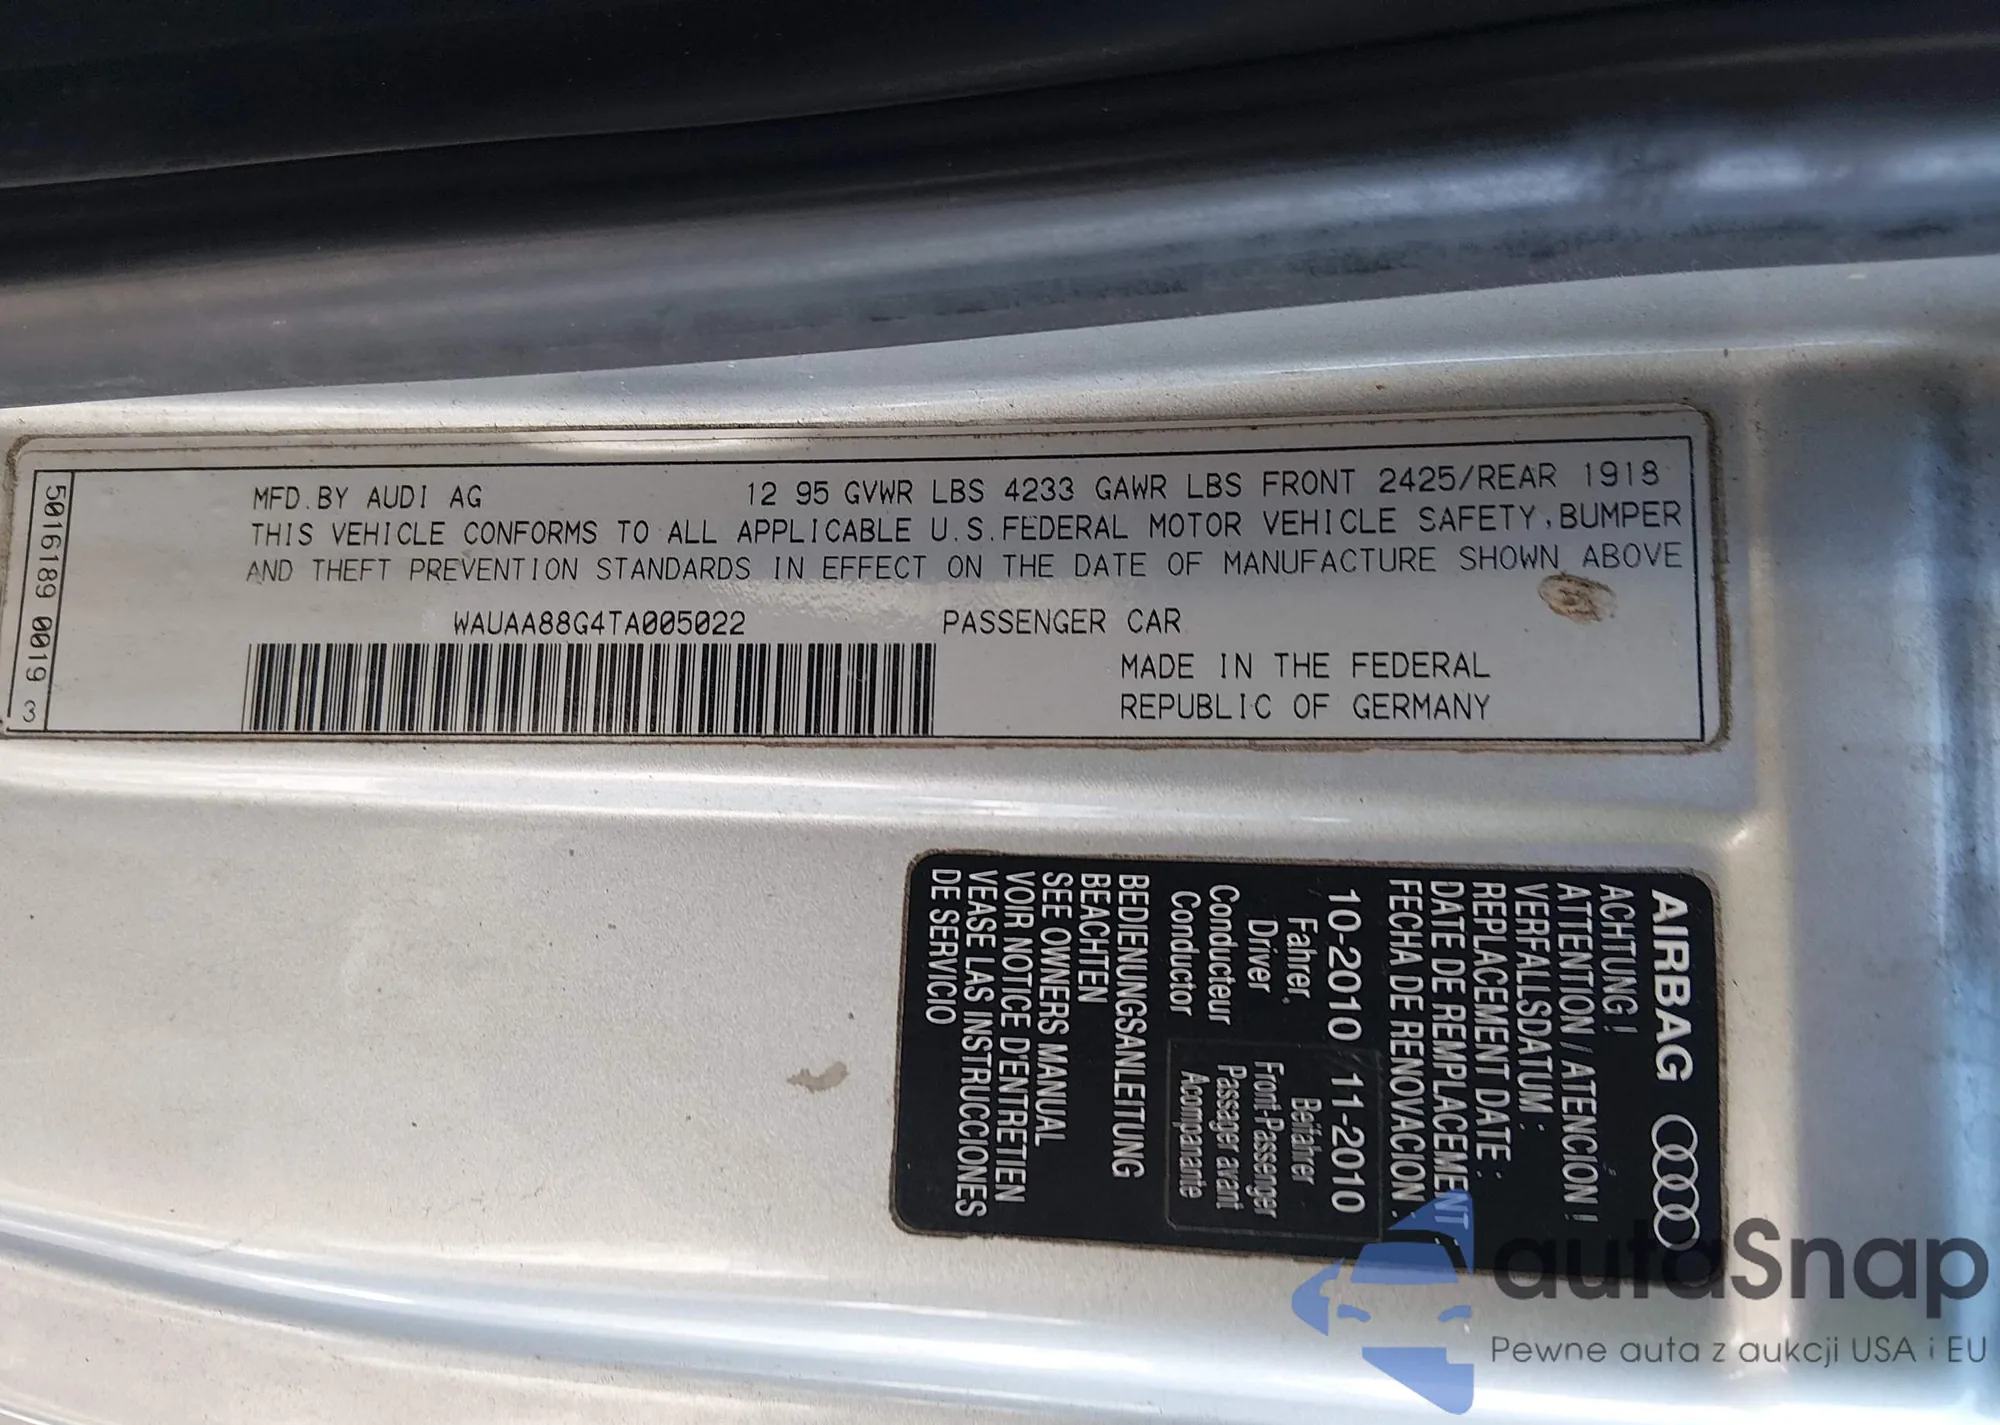 MFD.BY AUDI AG 12 95 GVWR LBS 4233 GAWR LBS FRONT 2425/REAR 1918
THIS VEHICLE CONFORMS TO ALL APPLICABLE U.S.FEDERAL MOTOR VEHICLE SAFETY,BUMPER
AND THEFT PREVENTION STANDARDS IN EFFECT ON THE DATE OF MANUFACTURE SHOWN ABOVE
WAUAA88G4TA005022 PASSENGER CAR
MADE IN THE FEDERAL
REPUBLIC OF GERMANY
5016189 0019 3
AIRBAG
ACHTUNG!
ATTENTION/ATENCIÓN!
VERFALLSDATUM:
REPLACEMENT DATE:
DATE DE REMPLACEMENT:
FECHA DE RENOVACION:
10-2010 11-2010
Fahrer Beifahrer
Driver Front-Passenger
Conducteur Passager avant
Conductor Acompanante
BEDIENUNGSANLEITUNG
BEACHTEN
SEE OWNERS MANUAL
VOIR NOTICE D'ENTRETIEN
VEASE LAS INSTRUCCIONES
DE SERVICIO
autaSnap
Pewne auta z aukcji USA i EU